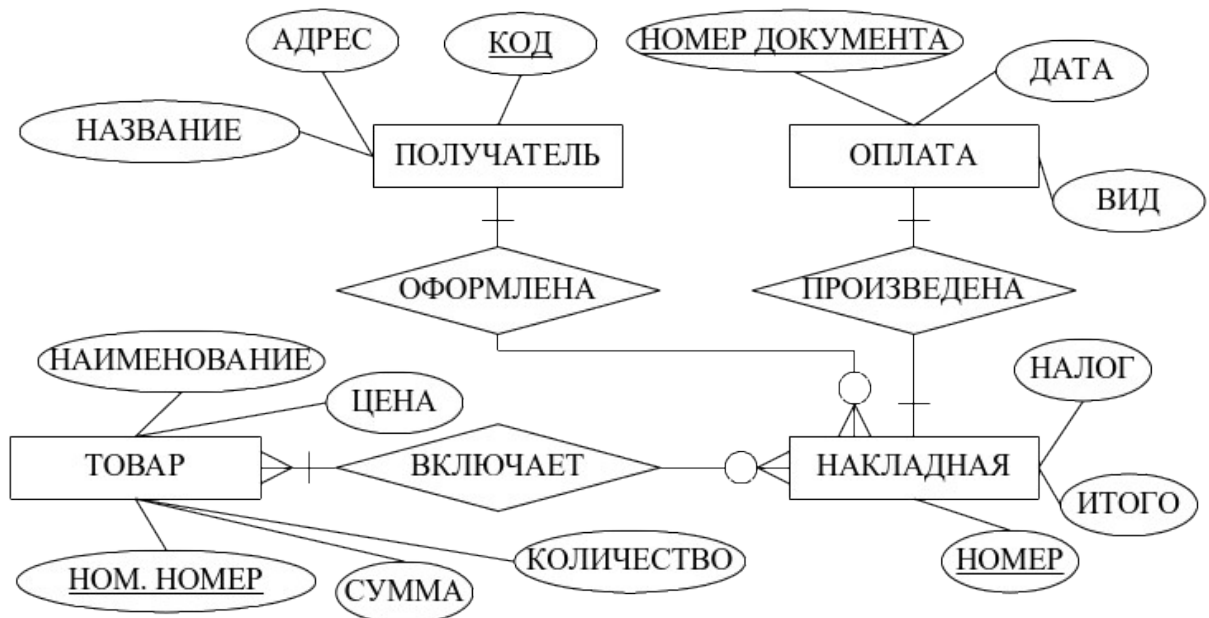 АДРЕС
КОД
НОМЕР ДОКУМЕНТА
ДАТА
НАЗВАНИЕ
ПОЛУЧАТЕЛЬ
ОПЛАТА
ВИД
ОФОРМЛЕНА
ПРОИЗВЕДЕНА
НАИМЕНОВАНИЕ
ЦЕНА
НАЛОГ
ТОВАР
ВКЛЮЧАЕТ
НАКЛАДНАЯ
ИТОГО
НОМ. НОМЕР
СУММА
КОЛИЧЕСТВО
НОМЕР